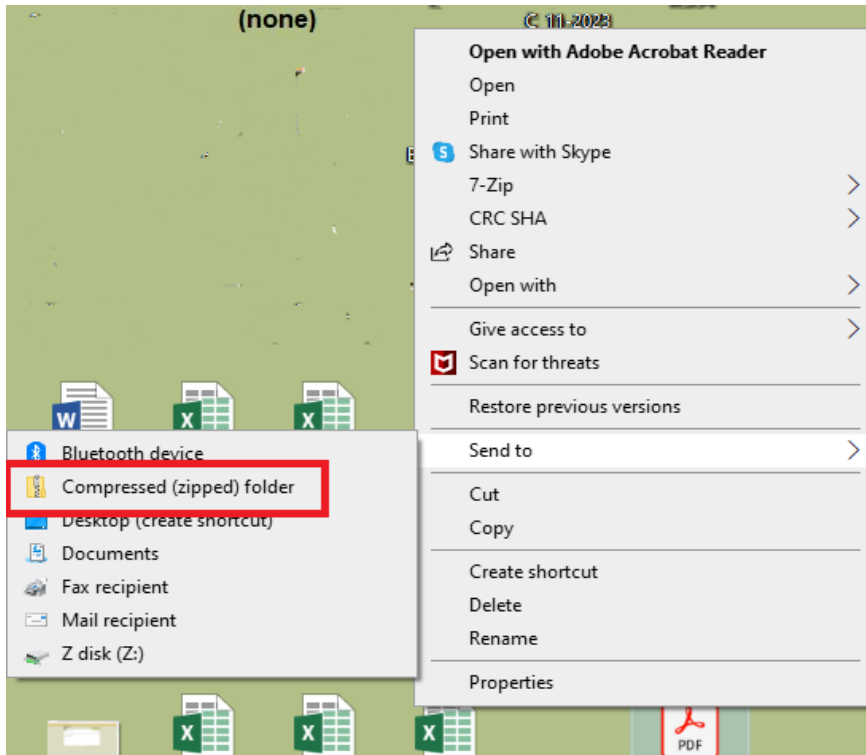 (none)
C 11-2023
Open with Adobe Acrobat Reader
Open
Print
S Share with Skype
7-Zip
CRC SHA
Share
Open with
Give access to
Scan for threats
Restore previous versions
Send to
Cut
Copy
Create shortcut
Delete
Rename
Properties
W
X
X
Bluetooth device
Compressed (zipped) folder
Desktop (create shortcut)
Documents
Fax recipient
Mail recipient
Z disk (Z:)
X
X
X
PDF